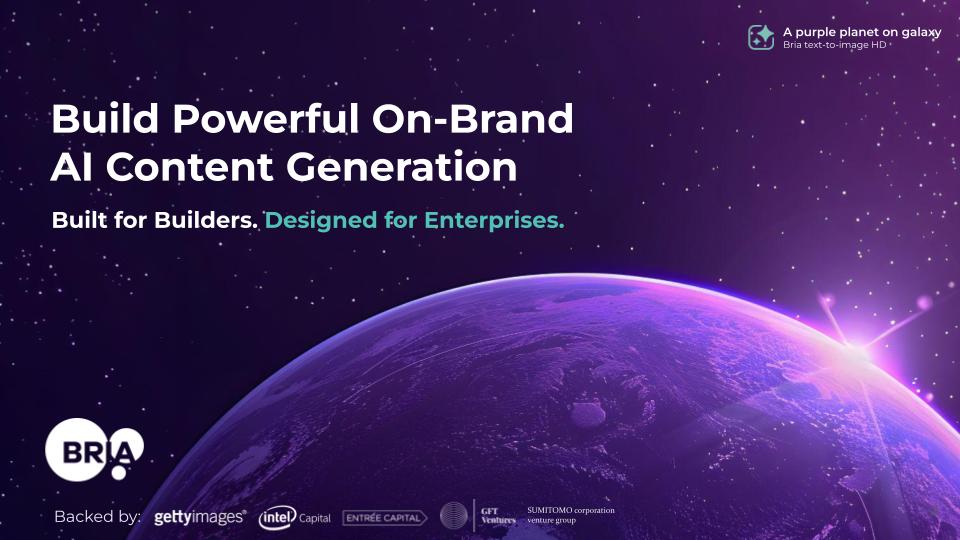 A purple planet on galaxy
Bria text-to-image HD
Build Powerful On-Brand
AI Content Generation
Built for Builders. Designed for Enterprises.
BRIA
Backed by: gettyimages® intel Capital ENTRÉE CAPITAL GFT Ventures SUMITOMO corporation venture group